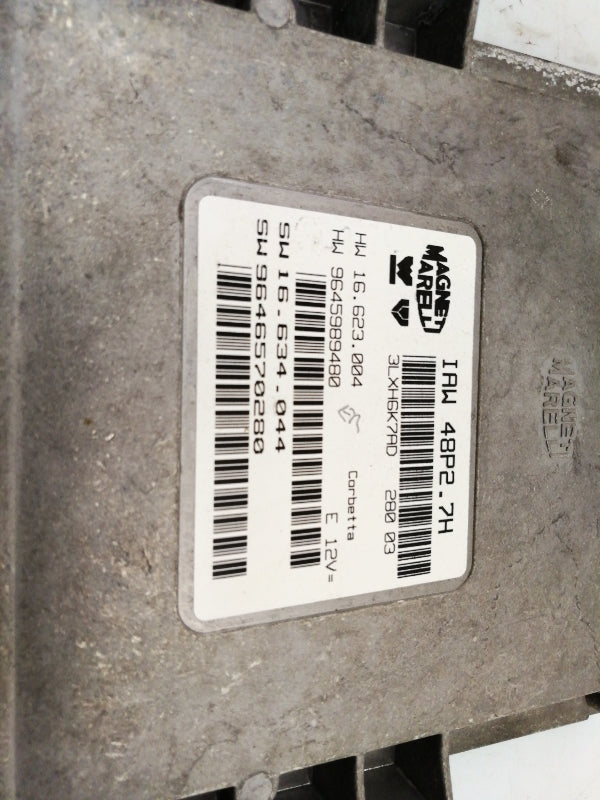 MAGNETI
MARELLI
IAW 48P2.7H
3LXH6K7AD 280 03
HW 16.623.004
HW 9645989480
Corbetta
E 12V=
SW 16.634.044
SW 9646570280
MAGNETI
MARELLI